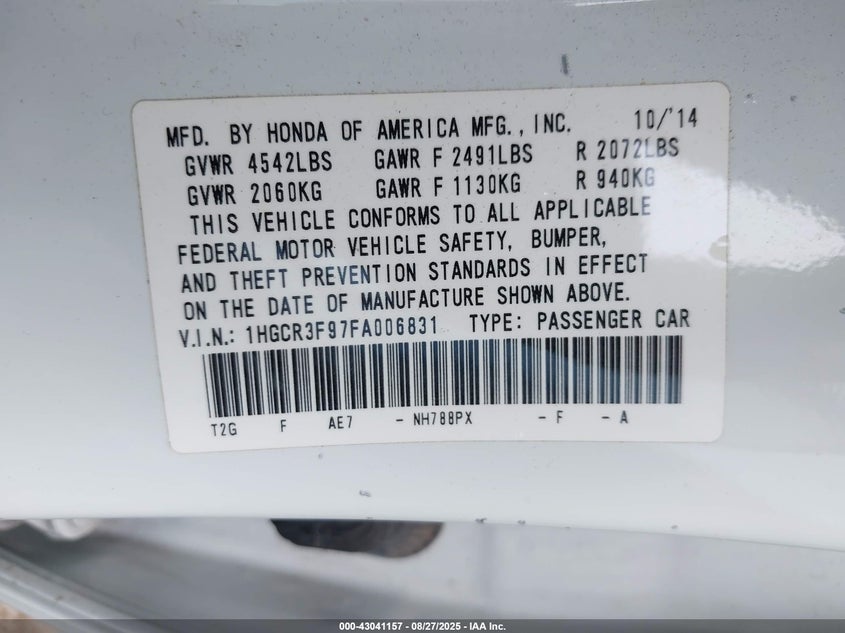 MFD. BY HONDA OF AMERICA MFG., INC. 10/'14
GVWR 4542LBS GAWR F 2491LBS R 2072LBS
GVWR 2060KG GAWR F 1130KG R 940KG
THIS VEHICLE CONFORMS TO ALL APPLICABLE
FEDERAL MOTOR VEHICLE SAFETY, BUMPER,
AND THEFT PREVENTION STANDARDS IN EFFECT
ON THE DATE OF MANUFACTURE SHOWN ABOVE.
V.I.N.: 1HGCR3F97FA006831 TYPE: PASSENGER CAR
T2G F AE7 - NH788PX - F - A
000-43041157 - 08/27/2025 - IAA Inc.